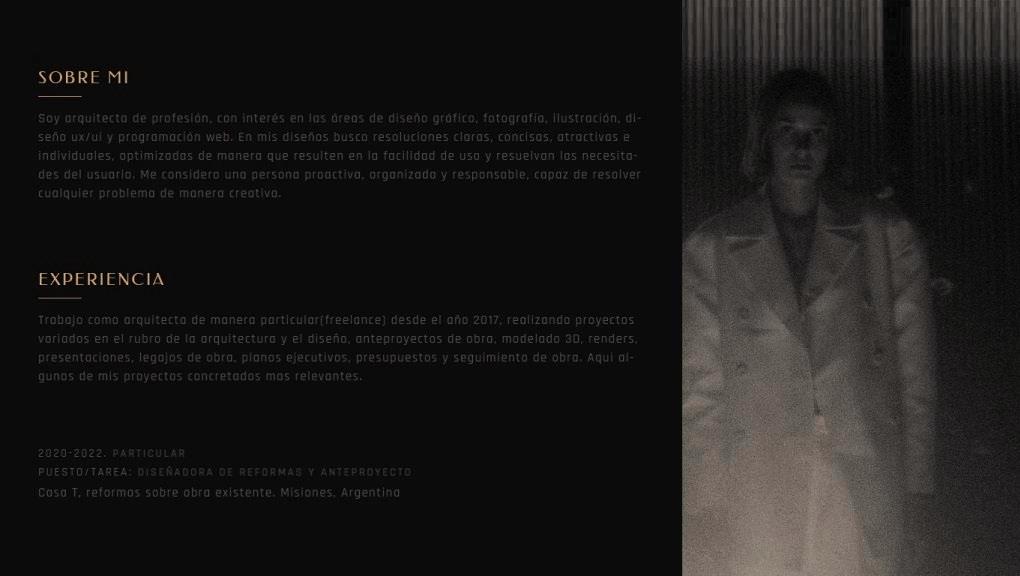 SOBRE MI
Soy arquitecta de profesión, con interés en las áreas de diseño gráfico, fotografía, ilustración, di-
seño ux/ui y programación web. En mis diseños busco resoluciones claras, concisas, atractivas e
individuales, optimizadas de manera que resulten en la facilidad de uso y resuelvan las necesita-
des del usuario. Me considero una persona proactiva, organizada y responsable, capaz de resolver
cualquier problema de manera creativa.
EXPERIENCIA
Trabajo como arquitecta de manera particular(freelance) desde el año 2017, realizando proyectos
variados en el rubro de la arquitectura y el diseño, anteproyectos de obra, modelado 3D, renders,
presentaciones, legajos de obra, planos ejecutivos, presupuestos y seguimiento de obra. Aqui al-
gunos de mis proyectos concretados mas relevantes.
2020-2022. PARTICULAR
PUESTO/TAREA: DISEÑADORA DE REFORMAS Y ANTEPROYECTO
Casa T, reformas sobre obra existente. Misiones, Argentina